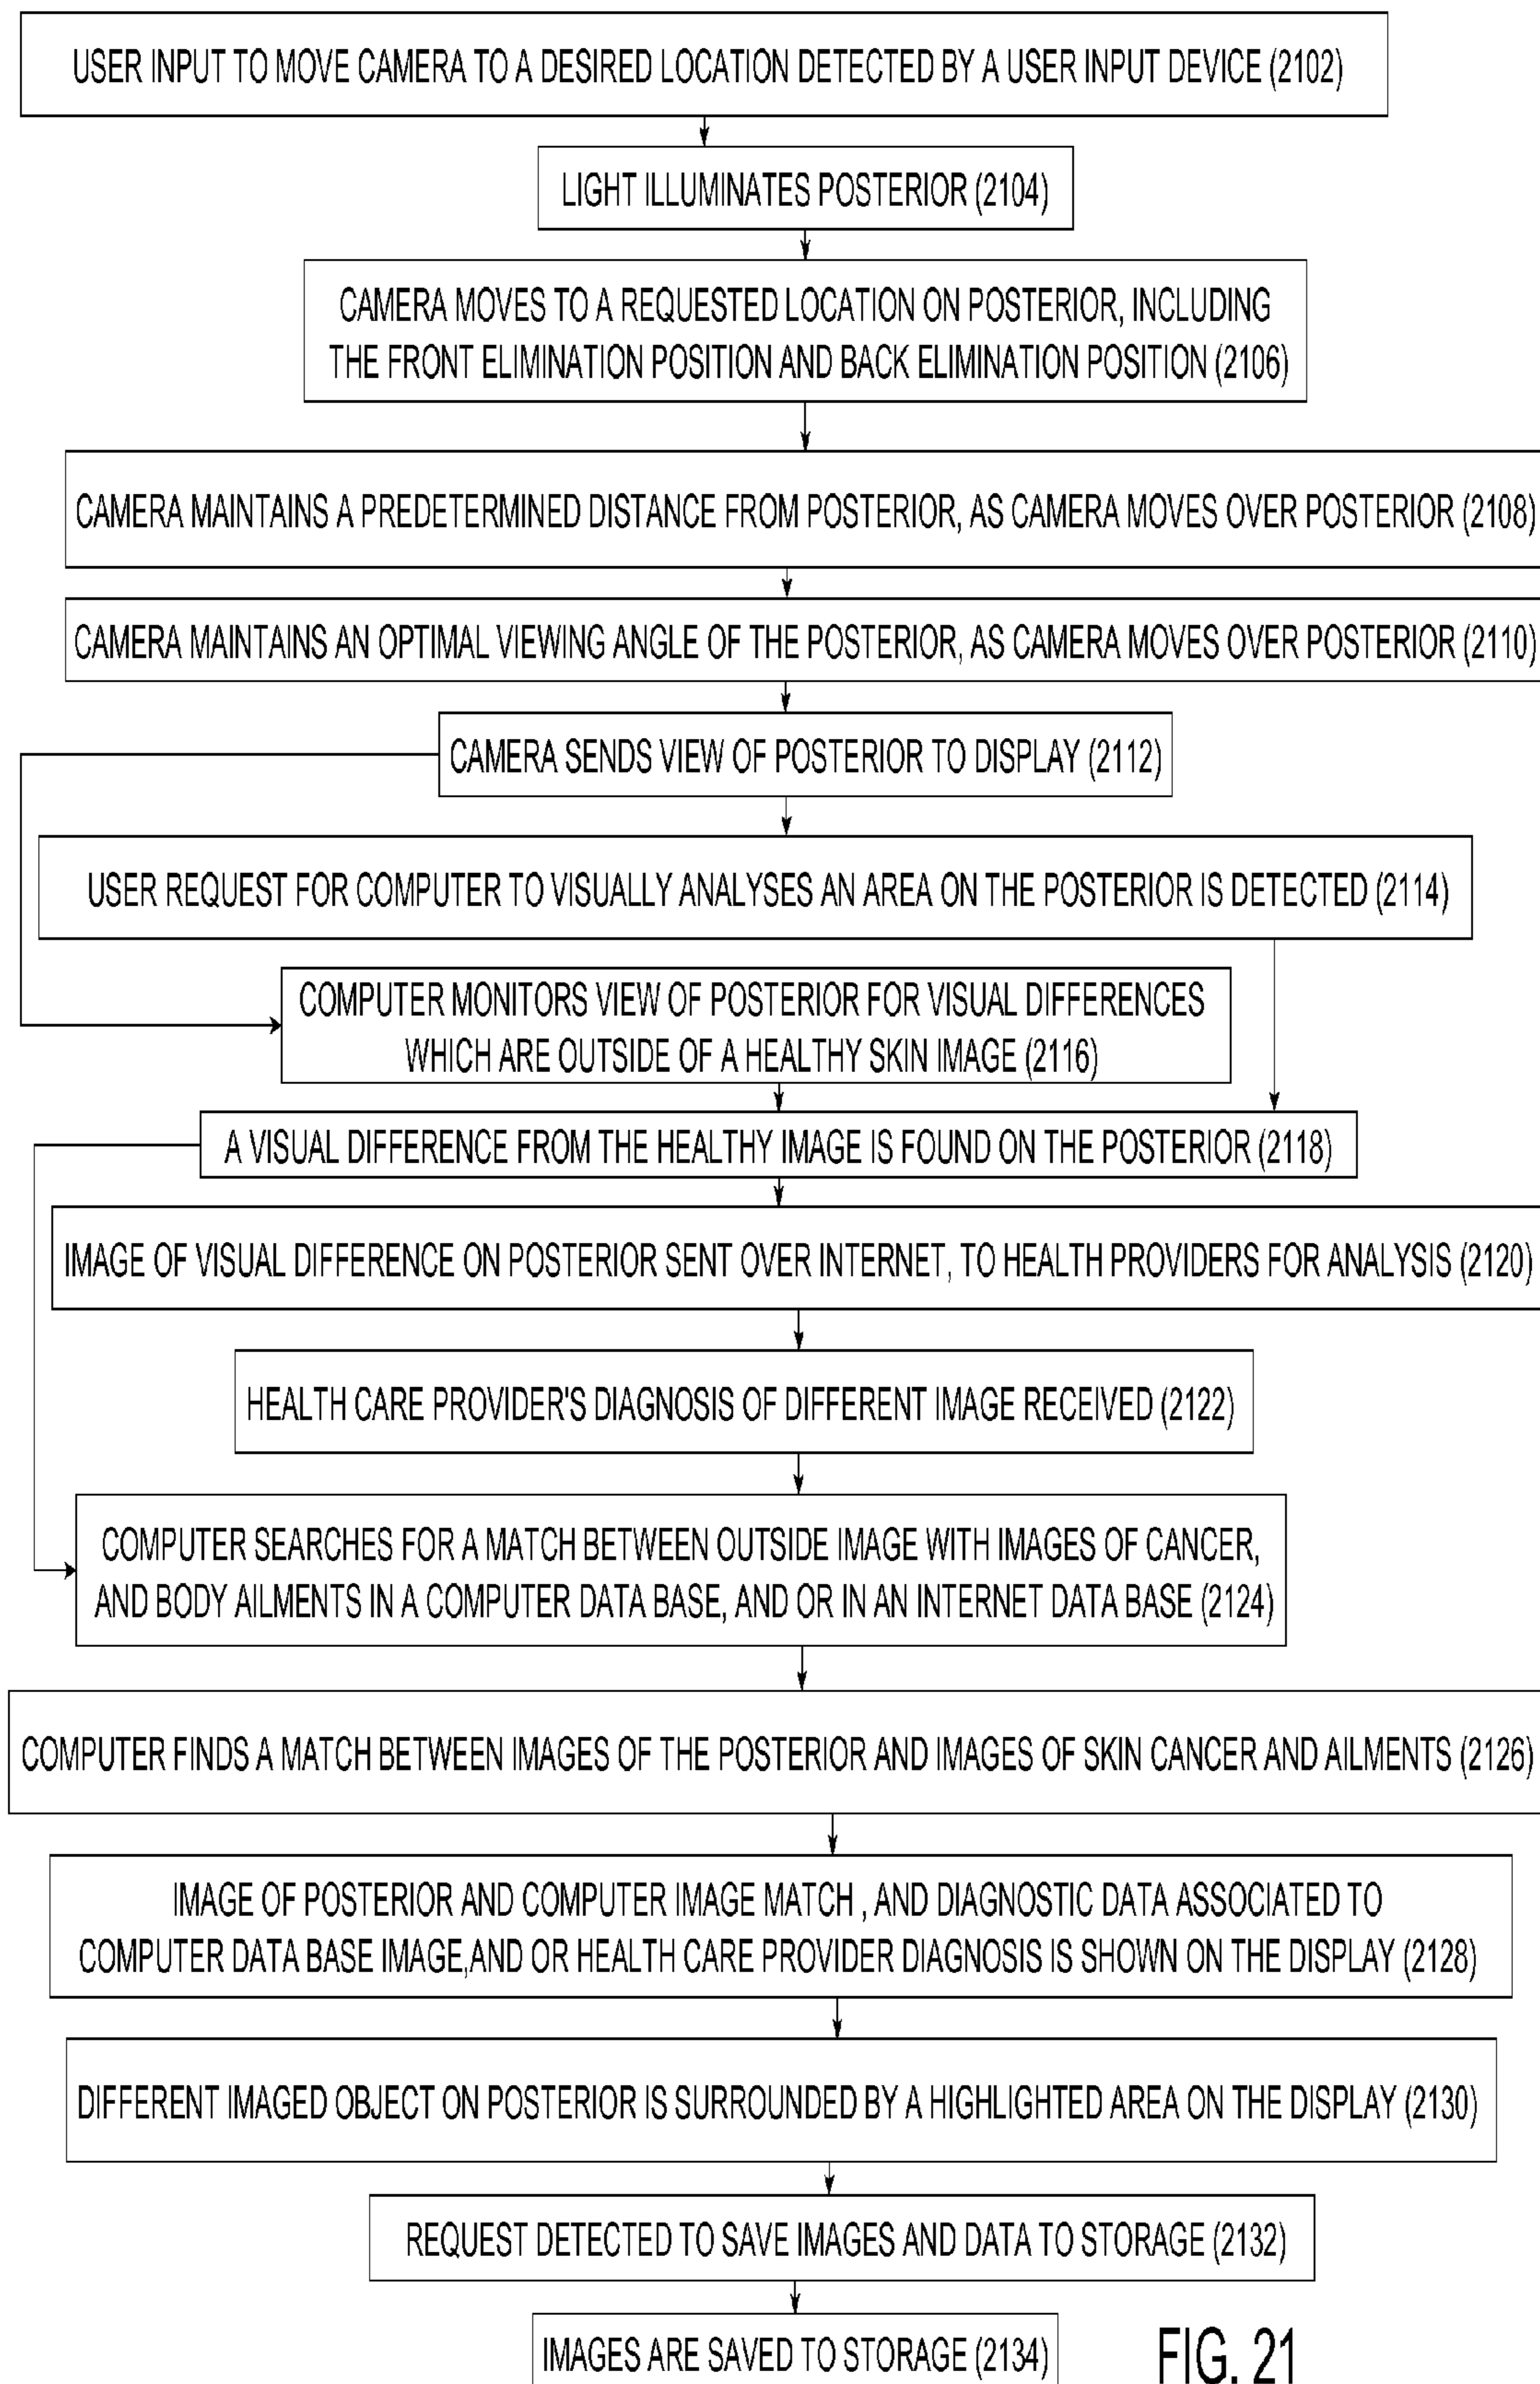 USER INPUT TO MOVE CAMERA TO A DESIRED LOCATION DETECTED BY A USER INPUT DEVICE (2102)
LIGHT ILLUMINATES POSTERIOR (2104)
CAMERA MOVES TO A REQUESTED LOCATION ON POSTERIOR, INCLUDING
THE FRONT ELIMINATION POSITION AND BACK ELIMINATION POSITION (2106)
CAMERA MAINTAINS A PREDETERMINED DISTANCE FROM POSTERIOR, AS CAMERA MOVES OVER POSTERIOR (2108)
CAMERA MAINTAINS AN OPTIMAL VIEWING ANGLE OF THE POSTERIOR, AS CAMERA MOVES OVER POSTERIOR (2110)
CAMERA SENDS VIEW OF POSTERIOR TO DISPLAY (2112)
USER REQUEST FOR COMPUTER TO VISUALLY ANALYSES AN AREA ON THE POSTERIOR IS DETECTED (2114)
COMPUTER MONITORS VIEW OF POSTERIOR FOR VISUAL DIFFERENCES
WHICH ARE OUTSIDE OF A HEALTHY SKIN IMAGE (2116)
A VISUAL DIFFERENCE FROM THE HEALTHY IMAGE IS FOUND ON THE POSTERIOR (2118)
IMAGE OF VISUAL DIFFERENCE ON POSTERIOR SENT OVER INTERNET, TO HEALTH PROVIDERS FOR ANALYSIS (2120)
HEALTH CARE PROVIDER'S DIAGNOSIS OF DIFFERENT IMAGE RECEIVED (2122)
COMPUTER SEARCHES FOR A MATCH BETWEEN OUTSIDE IMAGE WITH IMAGES OF CANCER,
AND BODY AILMENTS IN A COMPUTER DATA BASE, AND OR IN AN INTERNET DATA BASE (2124)
COMPUTER FINDS A MATCH BETWEEN IMAGES OF THE POSTERIOR AND IMAGES OF SKIN CANCER AND AILMENTS (2126)
IMAGE OF POSTERIOR AND COMPUTER IMAGE MATCH , AND DIAGNOSTIC DATA ASSOCIATED TO
COMPUTER DATA BASE IMAGE,AND OR HEALTH CARE PROVIDER DIAGNOSIS IS SHOWN ON THE DISPLAY (2128)
DIFFERENT IMAGED OBJECT ON POSTERIOR IS SURROUNDED BY A HIGHLIGHTED AREA ON THE DISPLAY (2130)
REQUEST DETECTED TO SAVE IMAGES AND DATA TO STORAGE (2132)
IMAGES ARE SAVED TO STORAGE (2134)
FIG. 21